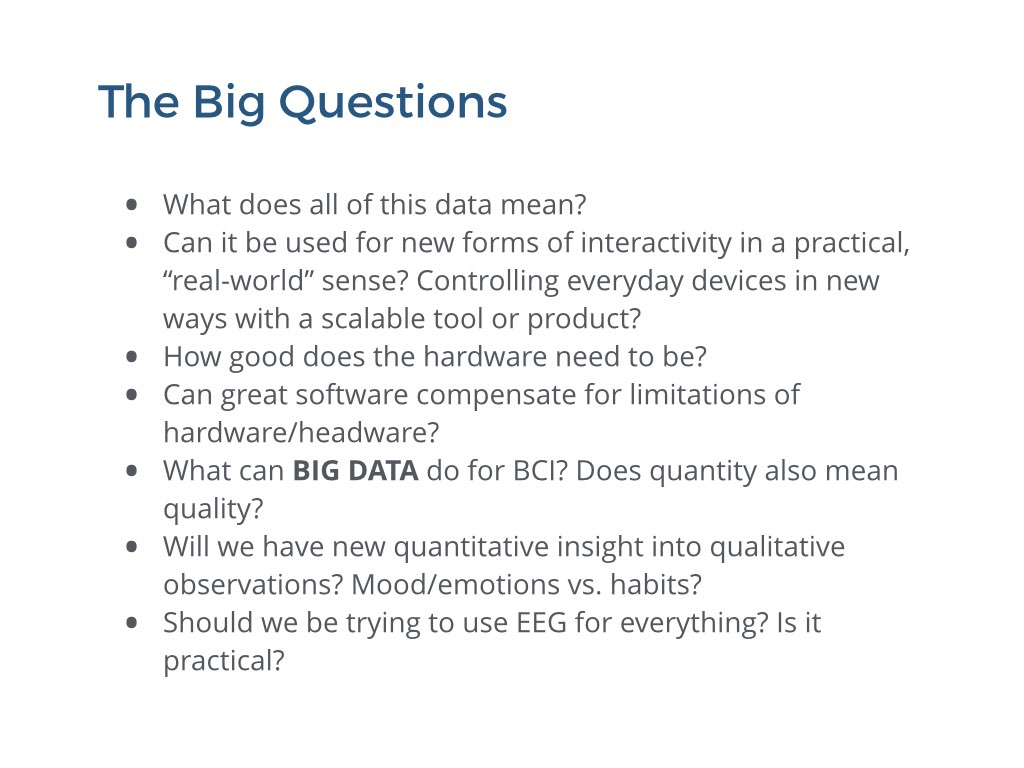 The Big Questions
• What does all of this data mean?
• Can it be used for new forms of interactivity in a practical,
“real-world” sense? Controlling everyday devices in new
ways with a scalable tool or product?
• How good does the hardware need to be?
• Can great software compensate for limitations of
hardware/headware?
• What can BIG DATA do for BCI? Does quantity also mean
quality?
• Will we have new quantitative insight into qualitative
observations? Mood/emotions vs. habits?
• Should we be trying to use EEG for everything? Is it
practical?